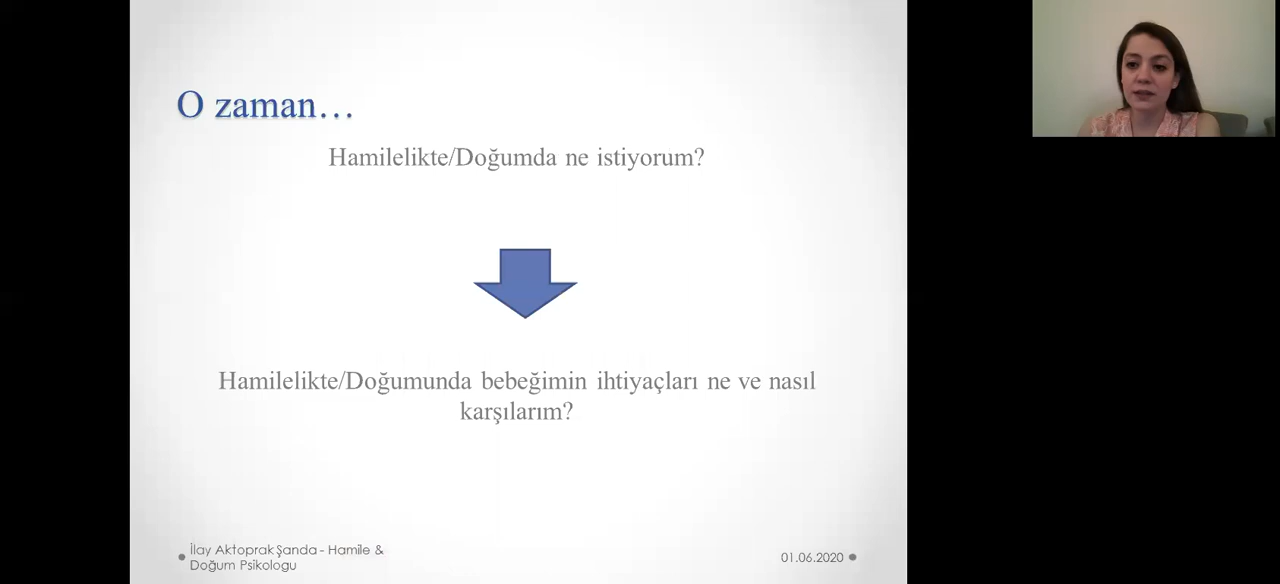 O zaman…
Hamilelikte/Doğumda ne istiyorum?
Hamilelikte/Doğumunda bebeğimin ihtiyaçları ne ve nasıl
karşılarım?
İlay Aktoprak Şanda - Hamile &
Doğum Psikologu
01.06.2020